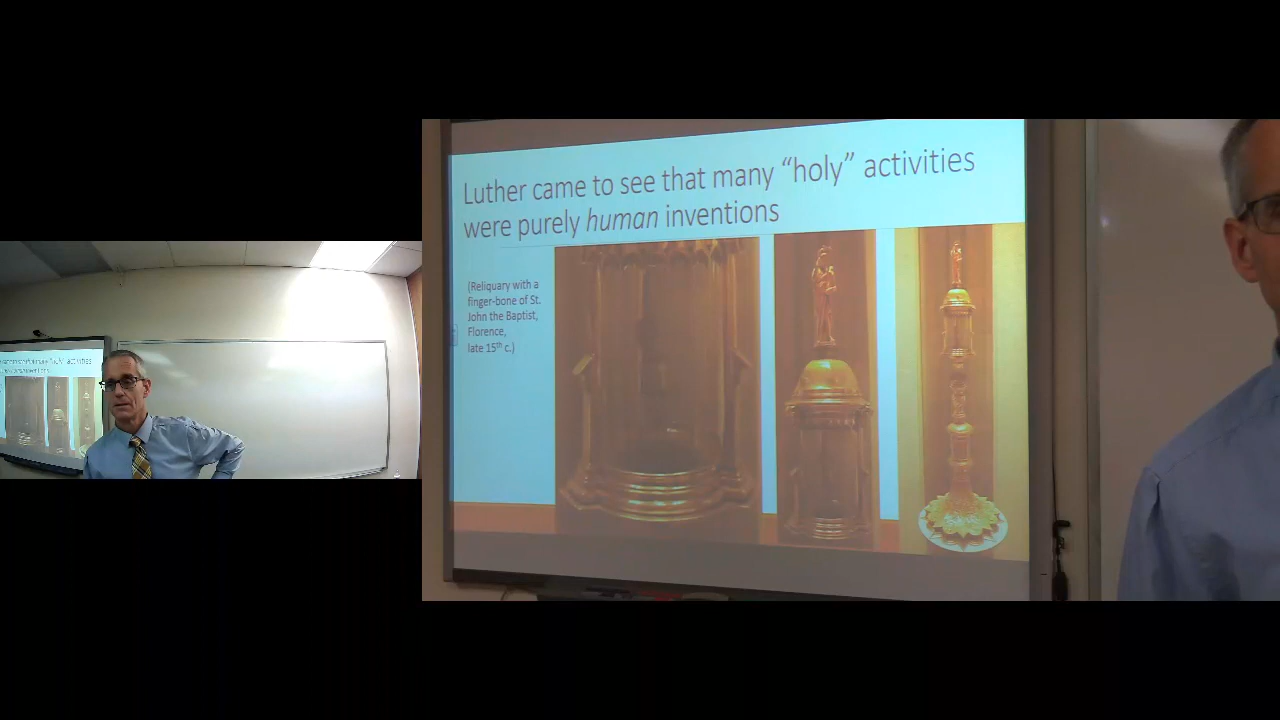 Luther came to see that many “holy” activities
were purely human inventions
(Reliquary with a
finger-bone of St.
John the Baptist,
Florence,
late 15th c.)